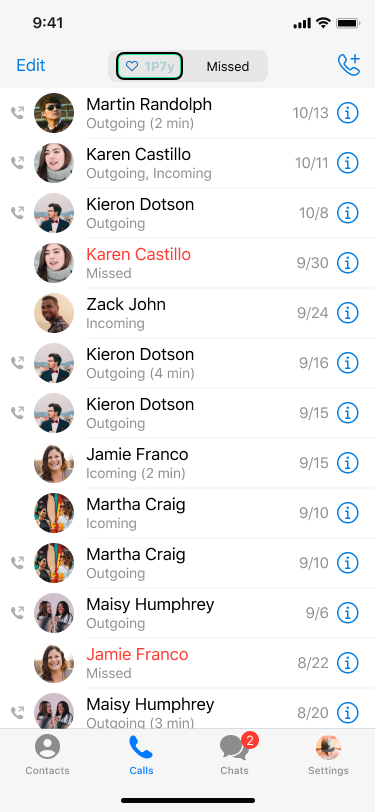 9:41
Edit
1P7y
Missed
Martin Randolph
Outgoing (2 min)
10/13
Karen Castillo
Outgoing, Incoming
10/11
Kieron Dotson
Outgoing
10/8
Karen Castillo
Missed
9/30
Zack John
Incoming
9/24
Kieron Dotson
Outgoing (4 min)
9/16
Kieron Dotson
Outgoing
9/15
Jamie Franco
Icoming (2 min)
9/15
Martha Craig
Icoming
9/10
Martha Craig
Outgoing
9/10
Maisy Humphrey
Outgoing
9/6
Jamie Franco
Missed
8/22
Maisy Humphrey
Outgoing (3 min)
8/20
2
Contacts
Calls
Chats
Settings